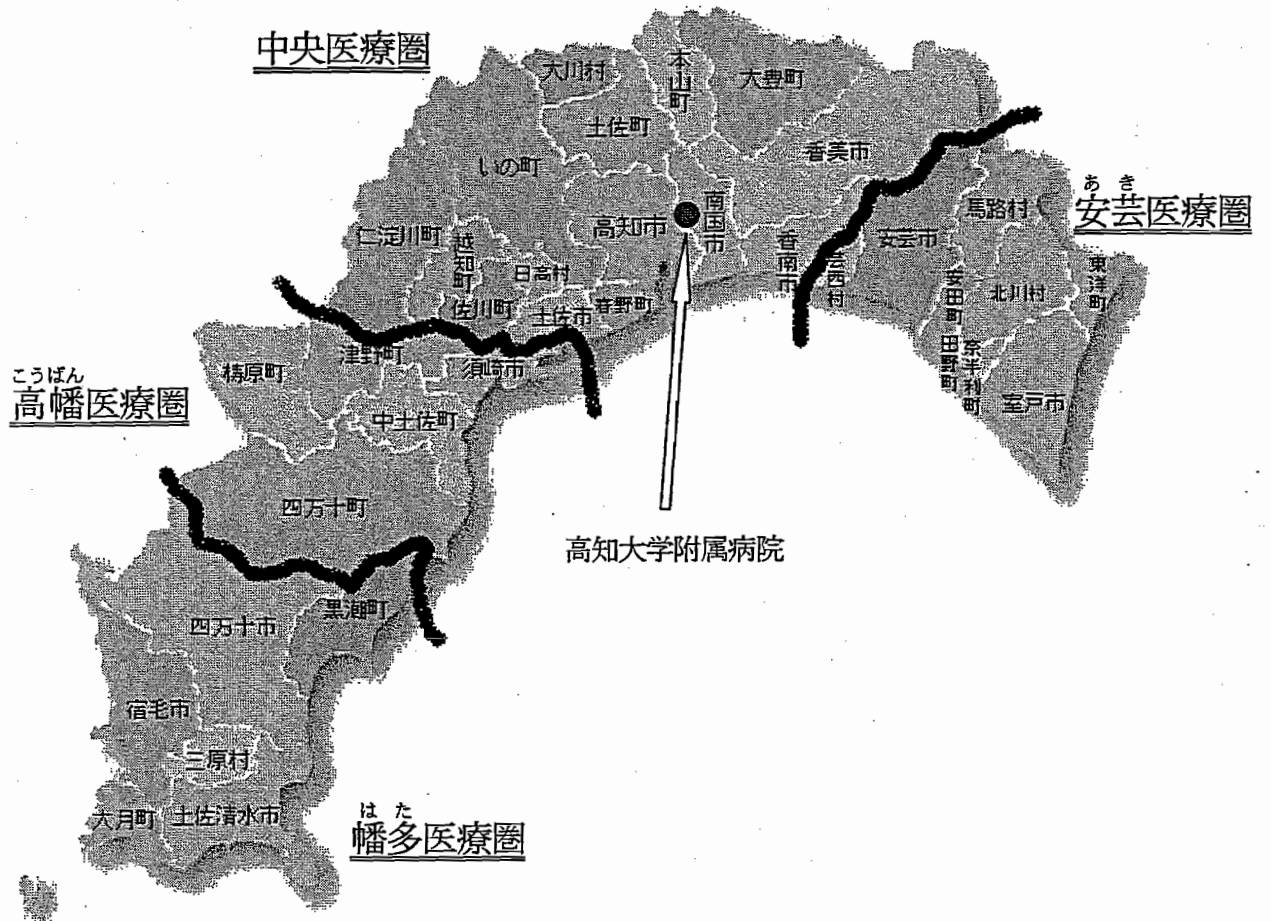 中央医療圏
大川村
本山町
大豊町
土佐町
いの町
香美市
高知市
南国市
仁淀川町
越知町
日高村
佐川町
土佐市
春野町
香南市
芸西村
安芸市
馬路村
あき
安芸医療圏
安田町
北川村
東洋町
田野町
奈半利町
室戸市
津野町
須崎市
梼原町
こうばん
高幡医療圏
中土佐町
四万十町
高知大学附属病院
黒潮町
四万十市
宿毛市
三原村
大月町
土佐清水市
はた
幡多医療圏